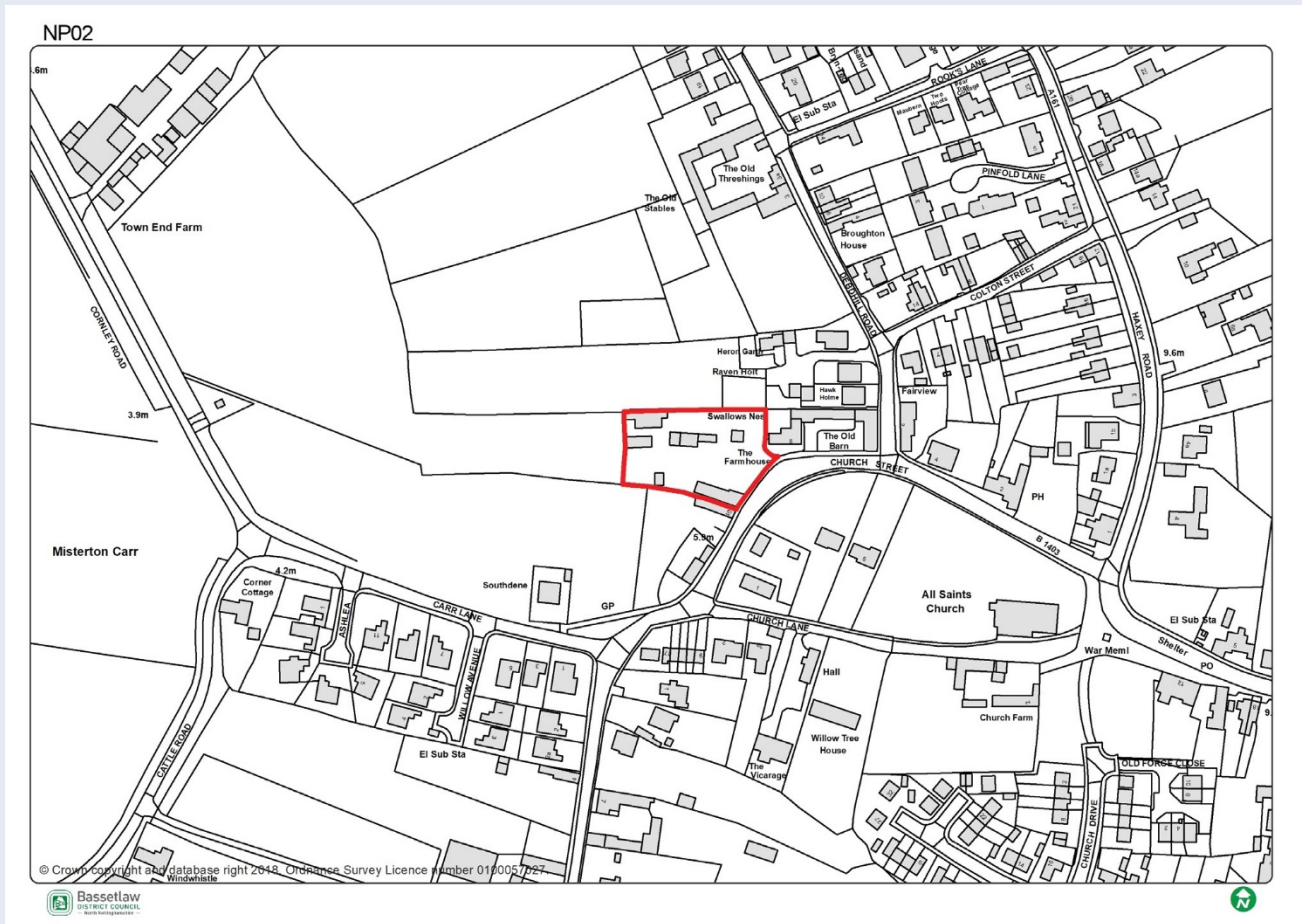 NP02
Town End Farm
CORNLEY ROAD
3.9m
Misterton Carr
4.2m
Corner
Cottage
ASHLEA
CARR LANE
WILLOW AVENUE
El Sub Sta
CATTLE ROAD
Windwhistle
Southdene
GP
5.9m
The Old
Threshings
The Old
Stables
El Sub Sta
ROOK'S LANE
Maubern
A161
PINFOLD LANE
Broughton
House
DEBDHILL ROAD
COLTON STREET
HAXEY ROAD
9.6m
Heron Garth
Raven Holt
Hawk
Holme
Fairview
Swallows Nest
The Old
Barn
The
Farmhouse
CHURCH STREET
PH
B 1403
All Saints
Church
CHURCH LANE
War Meml
El Sub Sta
Shelter
PO
Hall
Church Farm
Willow Tree
House
The
Vicarage
OLD FORGE CLOSE
CHURCH DRIVE
© Crown copyright and database right 2018. Ordnance Survey Licence number 0100057027.
Bassetlaw
DISTRICT COUNCIL
North Nottinghamshire
N